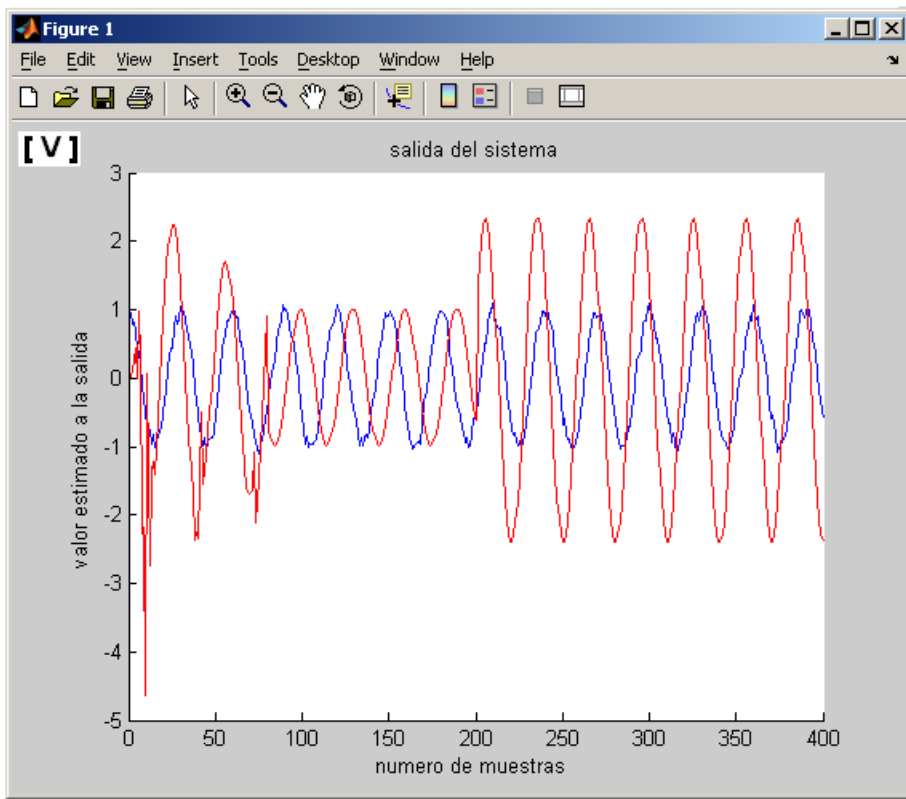 Figure 1
File Edit View Insert Tools Desktop Window Help
[ V ]
salida del sistema
3
2
1
0
-1
-2
-3
-4
-5
valor estimado a la salida
0 50 100 150 200 250 300 350 400
numero de muestras